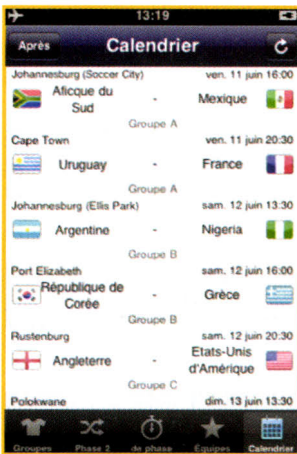 13:19
Après
Calendrier
Johannesburg (Soccer City) ven. 11 juin 16:00
Aficque du Sud - Mexique
Groupe A
Cape Town ven. 11 juin 20:30
Uruguay - France
Groupe A
Johannesburg (Ellis Park) sam. 12 juin 13:30
Argentine - Nigeria
Groupe B
Port Elizabeth sam. 12 juin 16:00
République de Corée - Grèce
Groupe B
Rustenburg sam. 12 juin 20:30
Angleterre - Etats-Unis d'Amérique
Groupe C
Polokwane dim. 13 juin 13:30
Groupes Phase 2 de phase Équipes Calendrier